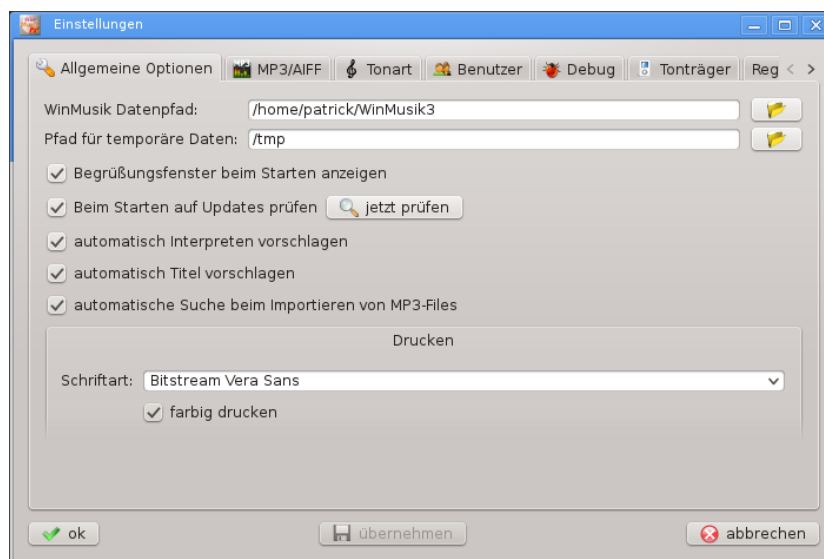 Einstellungen
Allgemeine Optionen MP3/AIFF Tonart Benutzer Debug Tonträger Reg
WinMusik Datenpfad: /home/patrick/WinMusik3
Pfad für temporäre Daten: /tmp
Begrüßungsfenster beim Starten anzeigen
Beim Starten auf Updates prüfen jetzt prüfen
automatisch Interpreten vorschlagen
automatisch Titel vorschlagen
automatische Suche beim Importieren von MP3-Files
Drucken
Schriftart: Bitstream Vera Sans
farbig drucken
ok übernehmen abbrechen